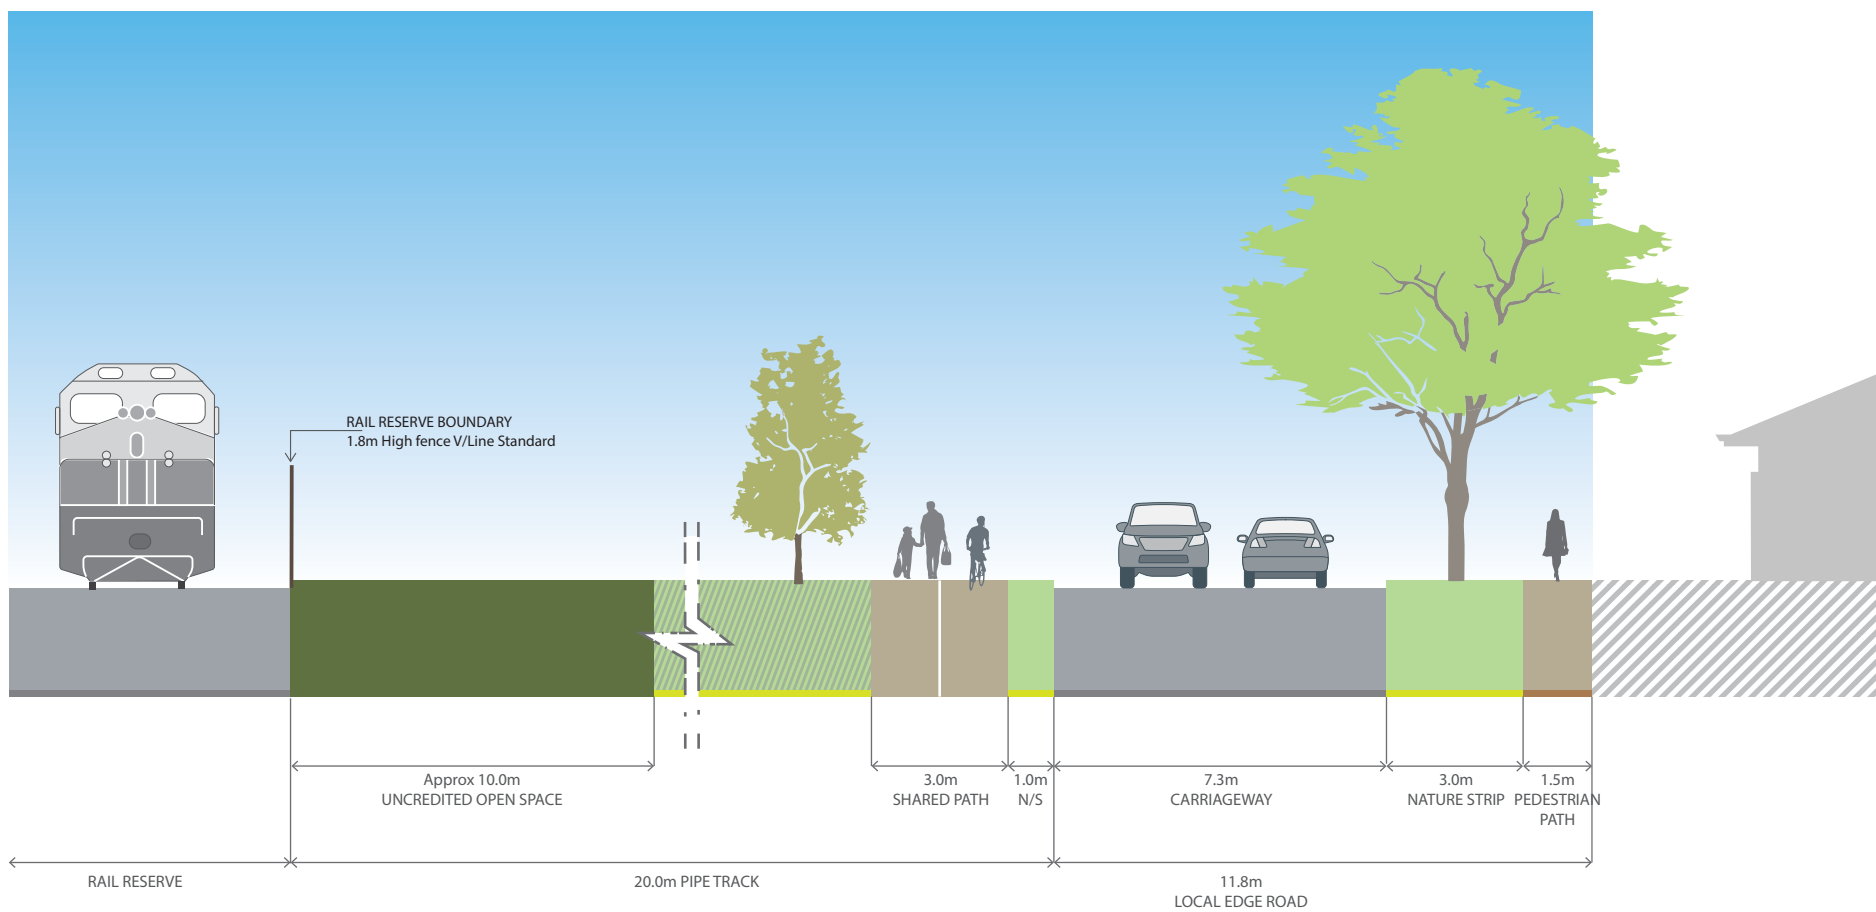 RAIL RESERVE BOUNDARY
1.8m High fence V/Line Standard
Approx 10.0m
UNCREDITED OPEN SPACE
3.0m
SHARED PATH
1.0m
N/S
7.3m
CARRIAGEWAY
3.0m
NATURE STRIP
1.5m
PEDESTRIAN
PATH
RAIL RESERVE
20.0m PIPE TRACK
11.8m
LOCAL EDGE ROAD